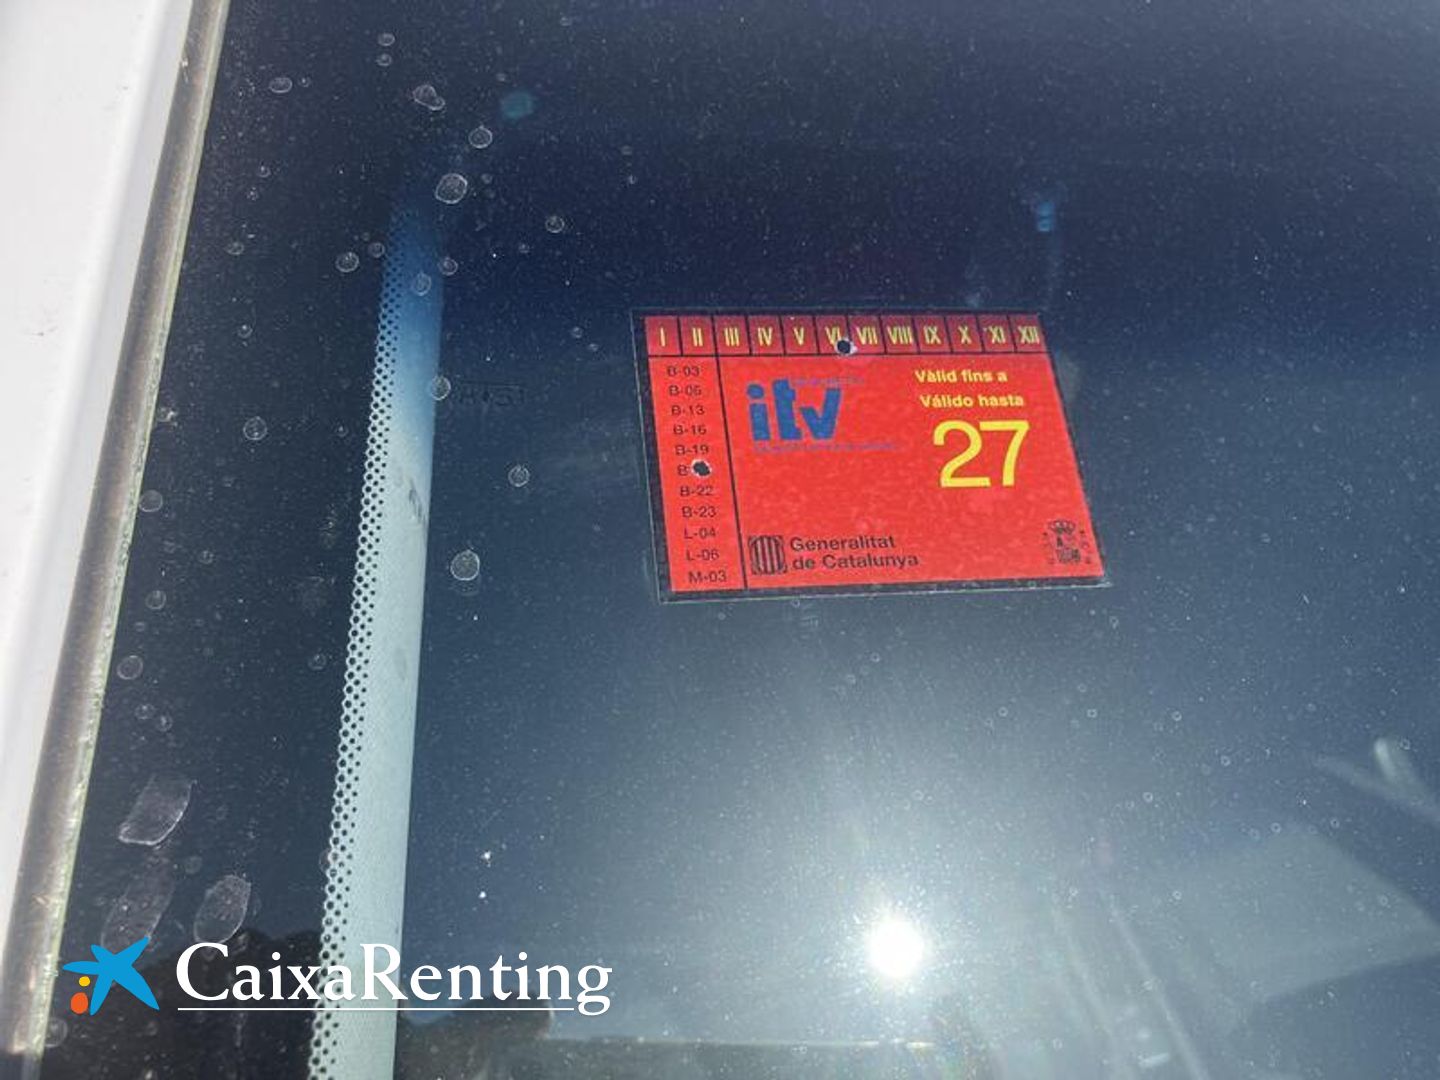 I II III IV V VI VII VIII IX X XI XII
B-03
B-06
B-13
B-16
B-19
B-22
B-23
L-04
L-06
M-03
itv
Vàlid fins a
Válido hasta
27
Generalitat
de Catalunya
CaixaRenting